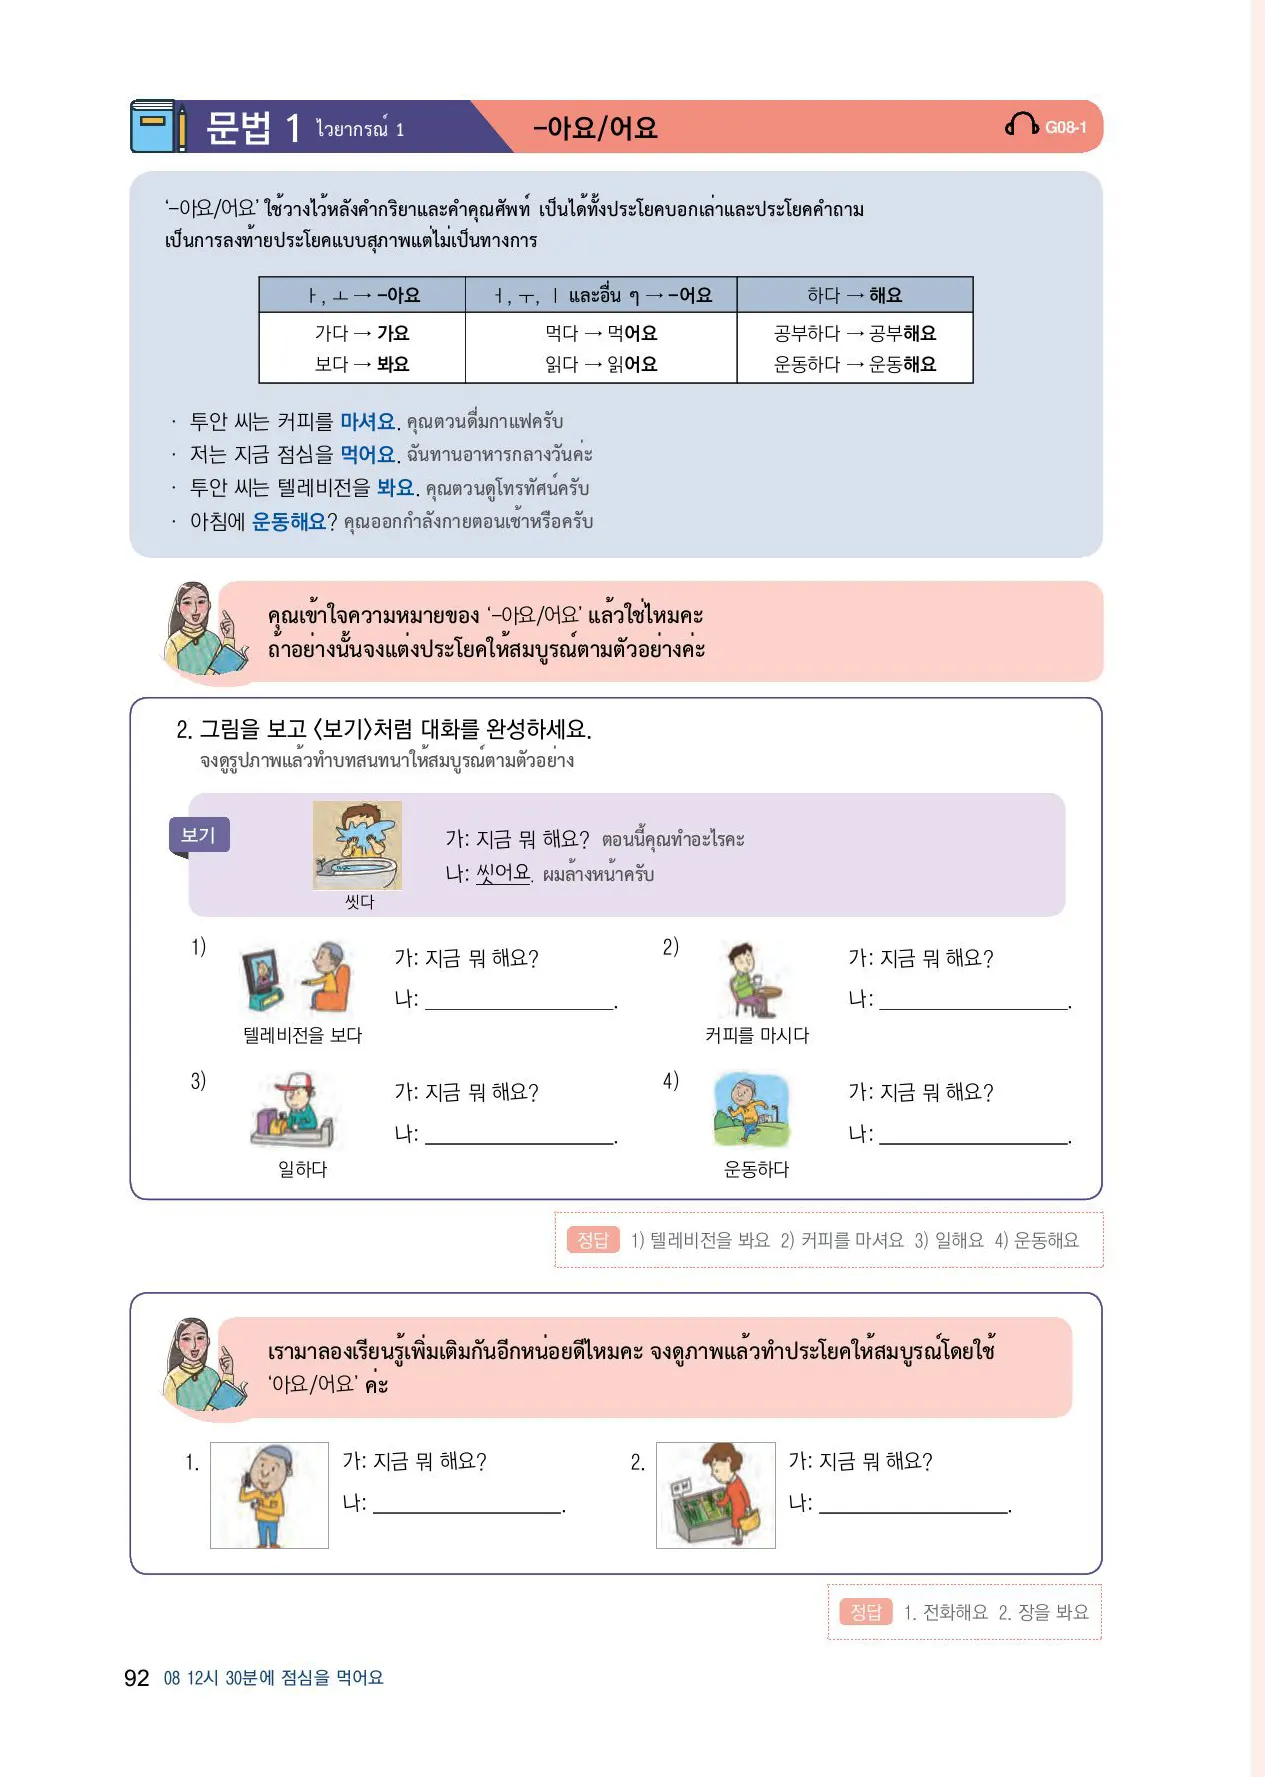 문법 1 ไวยากรณ์ 1 -아요/어요 G08-1
‘-아요/어요’ ใช้วางไว้หลังคำกริยาและคำคุณศัพท์ เป็นได้ทั้งประโยคบอกเล่าและประโยคคำถาม
เป็นการลงท้ายประโยคแบบสุภาพแต่ไม่เป็นทางการ
ㅏ, ㅗ → -아요 ㅓ, ㅜ, ㅣ และอื่น ๆ → -어요 하다 → 해요
가다 → 가요 먹다 → 먹어요 공부하다 → 공부해요
보다 → 봐요 읽다 → 읽어요 운동하다 → 운동해요
· 투안 씨는 커피를 마셔요. คุณตวนดื่มกาแฟครับ
· 저는 지금 점심을 먹어요. ฉันทานอาหารกลางวันค่ะ
· 투안 씨는 텔레비전을 봐요. คุณตวนดูโทรทัศน์ครับ
· 아침에 운동해요? คุณออกกำลังกายตอนเช้าหรือครับ
คุณเข้าใจความหมายของ ‘-아요/어요’ แล้วใช่ไหมคะ
ถ้าอย่างนั้นจงแต่งประโยคให้สมบูรณ์ตามตัวอย่างค่ะ
2. 그림을 보고 〈보기〉처럼 대화를 완성하세요.
จงดูรูปภาพแล้วทำบทสนทนาให้สมบูรณ์ตามตัวอย่าง
보기
가: 지금 뭐 해요? ตอนนี้คุณทำอะไรคะ
나: 씻어요. ผมล้างหน้าครับ
씻다
1) 가: 지금 뭐 해요?
나: ____________.
텔레비전을 보다
2) 가: 지금 뭐 해요?
나: ____________.
커피를 마시다
3) 가: 지금 뭐 해요?
나: ____________.
일하다
4) 가: 지금 뭐 해요?
나: ____________.
운동하다
정답 1) 텔레비전을 봐요 2) 커피를 마셔요 3) 일해요 4) 운동해요
เรามาลองเรียนรู้เพิ่มเติมกันอีกหน่อยดีไหมคะ จงดูภาพแล้วทำประโยคให้สมบูรณ์โดยใช้
‘아요/어요’ ค่ะ
1. 가: 지금 뭐 해요?
나: ____________.
2. 가: 지금 뭐 해요?
나: ____________.
정답 1. 전화해요 2. 장을 봐요
92 08 12시 30분에 점심을 먹어요